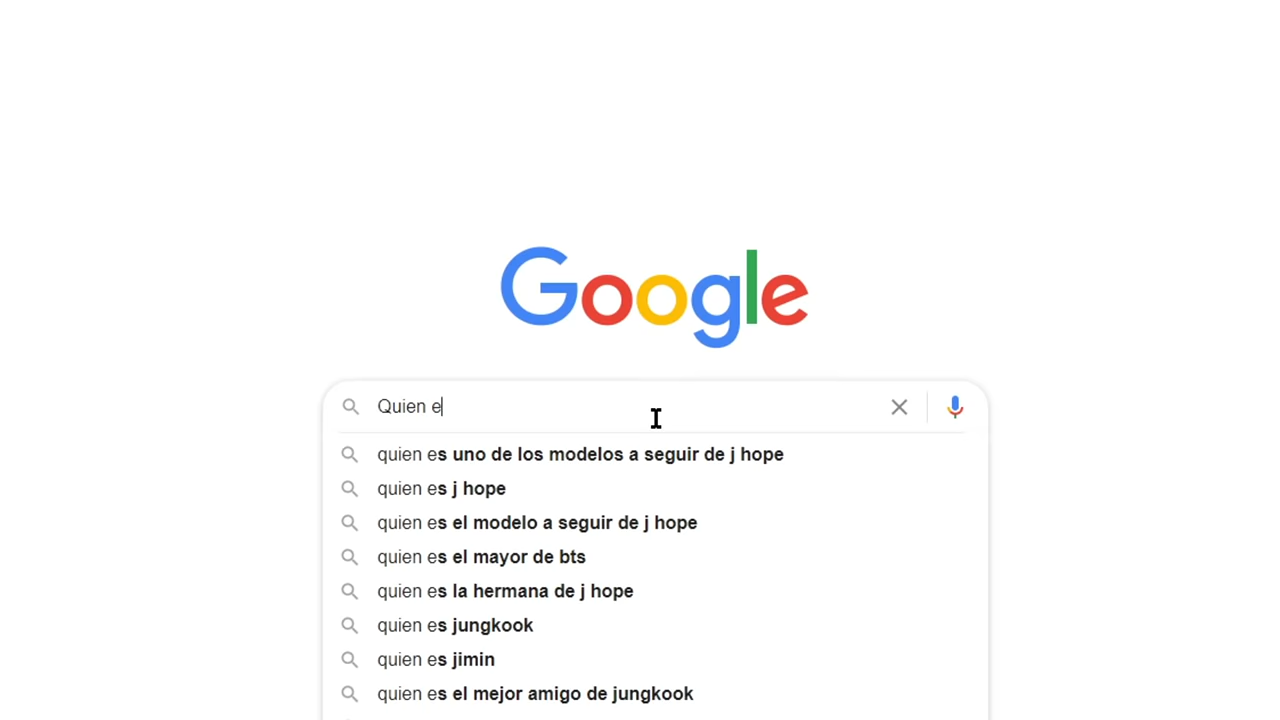 Google
Quien e
quien es uno de los modelos a seguir de j hope
quien es j hope
quien es el modelo a seguir de j hope
quien es el mayor de bts
quien es la hermana de j hope
quien es jungkook
quien es jimin
quien es el mejor amigo de jungkook